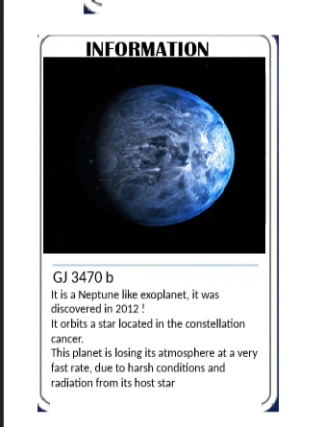 INFORMATION
GJ 3470 b
It is a Neptune like exoplanet, it was
discovered in 2012 !
It orbits a star located in the constellation
cancer.
This planet is losing its atmosphere at a very
fast rate, due to harsh conditions and
radiation from its host star